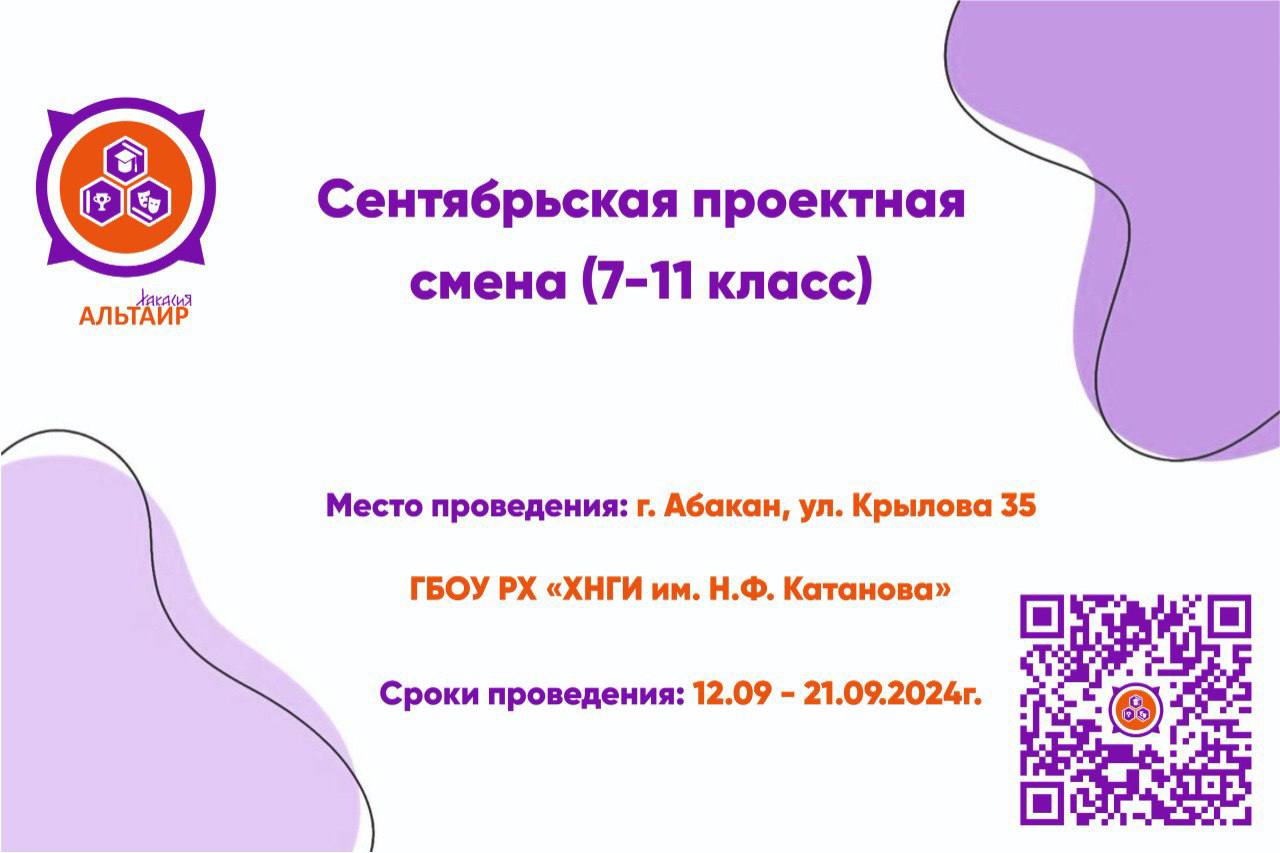 Сентябрьская проектная
смена (7-11 класс)
Хакасия
АЛЬТАИР
Место проведения: г. Абакан, ул. Крылова 35
ГБОУ РХ «ХНГИ им. Н.Ф. Катанова»
Сроки проведения: 12.09 - 21.09.2024г.